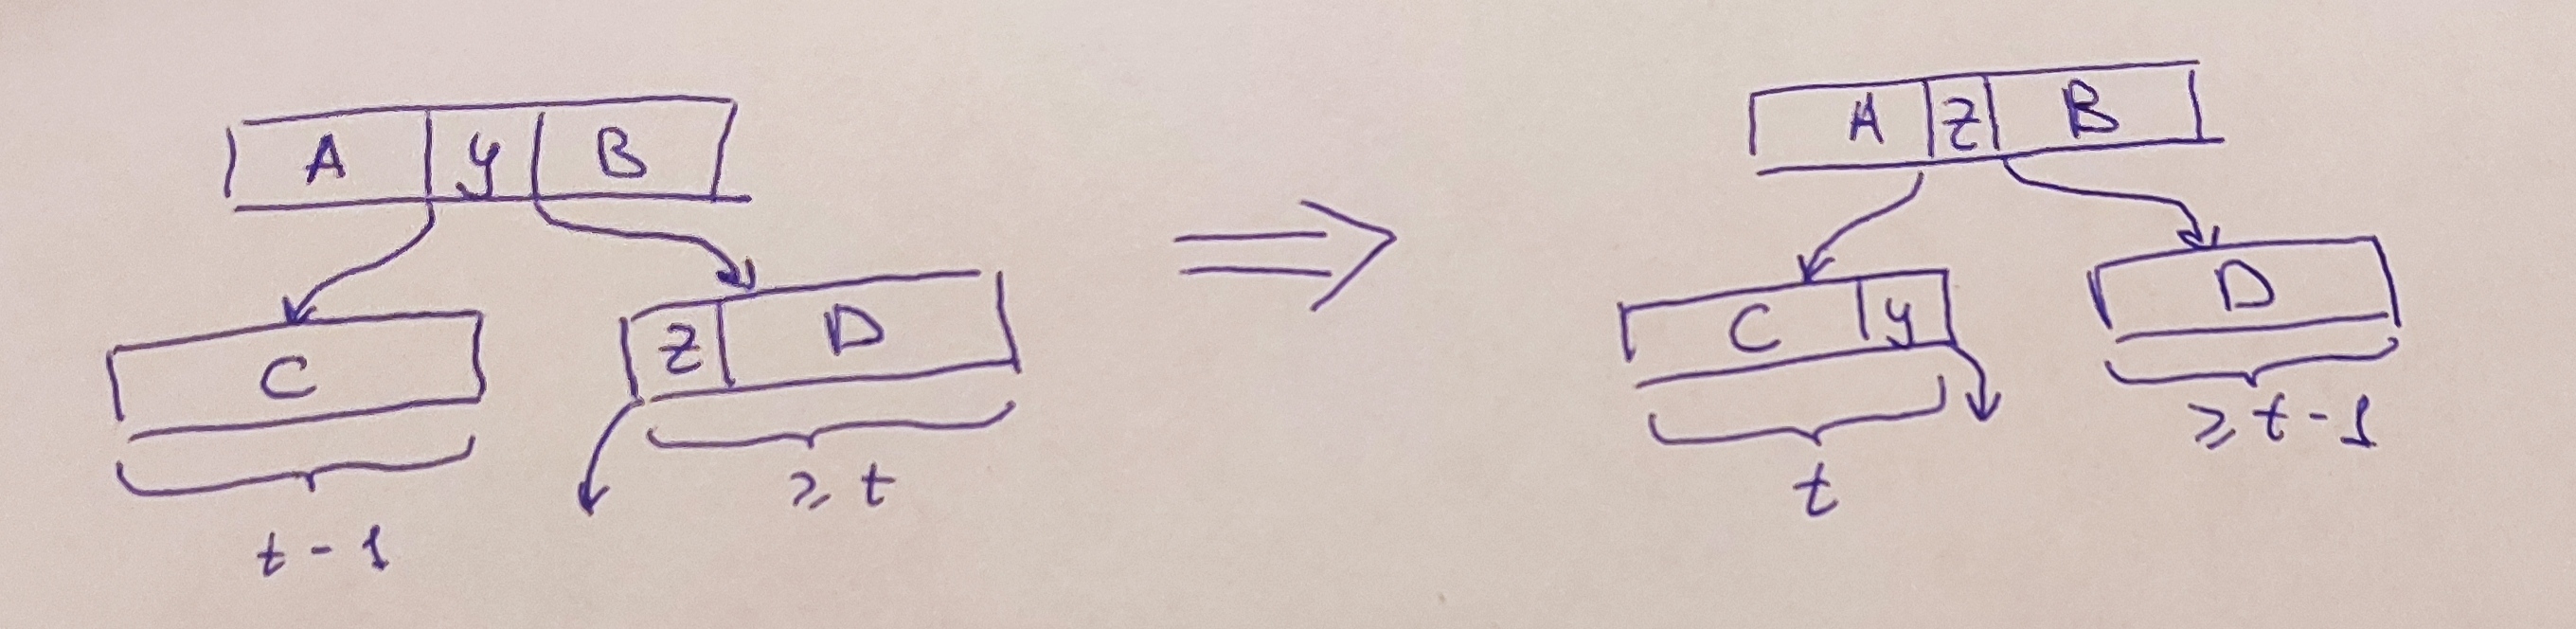 A y B
C
z D
t - 1
≥ t
⇒
A z B
C y
D
t
≥ t - 1